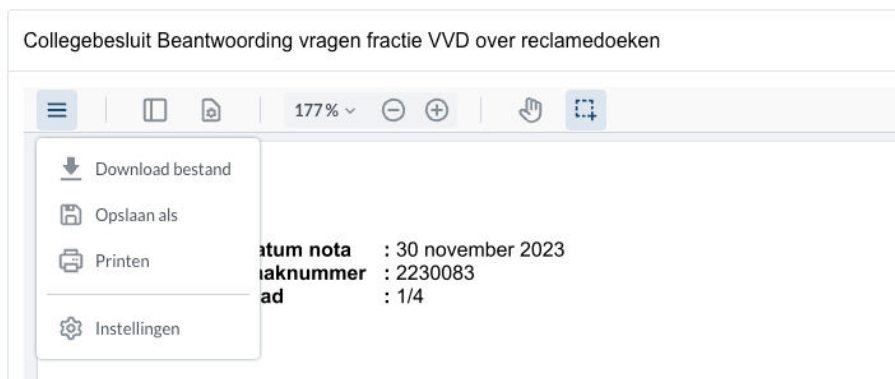 Collegebesluit Beantwoording vragen fractie VVD over reclamedoeken
177%
Download bestand
Opslaan als
Printen
Instellingen
atum nota : 30 november 2023
aaknummer : 2230083
ad : 1/4